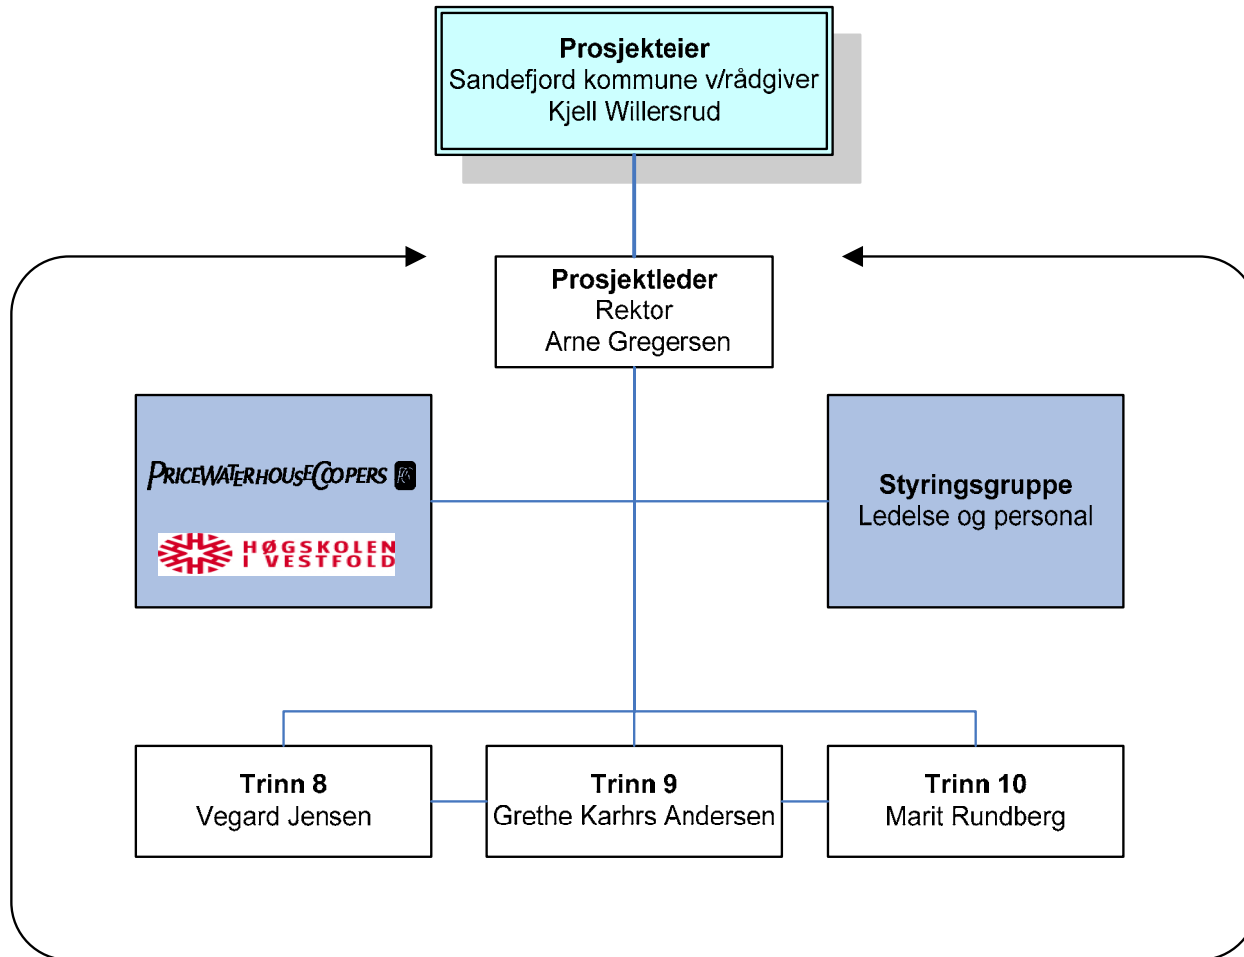 Prosjekteier
Sandefjord kommune v/rådgiver
Kjell Willersrud
Prosjektleder
Rektor
Arne Gregersen
PRICEWATERHOUSECOOPERS
HØGSKOLEN
I VESTFOLD
Styringsgruppe
Ledelse og personal
Trinn 8
Vegard Jensen
Trinn 9
Grethe Karhrs Andersen
Trinn 10
Marit Rundberg